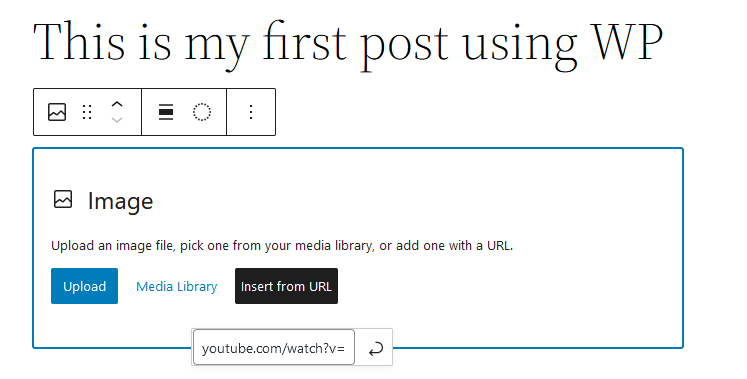 This is my first post using WP
Image
Upload an image file, pick one from your media library, or add one with a URL.
Upload Media Library Insert from URL
youtube.com/watch?v=